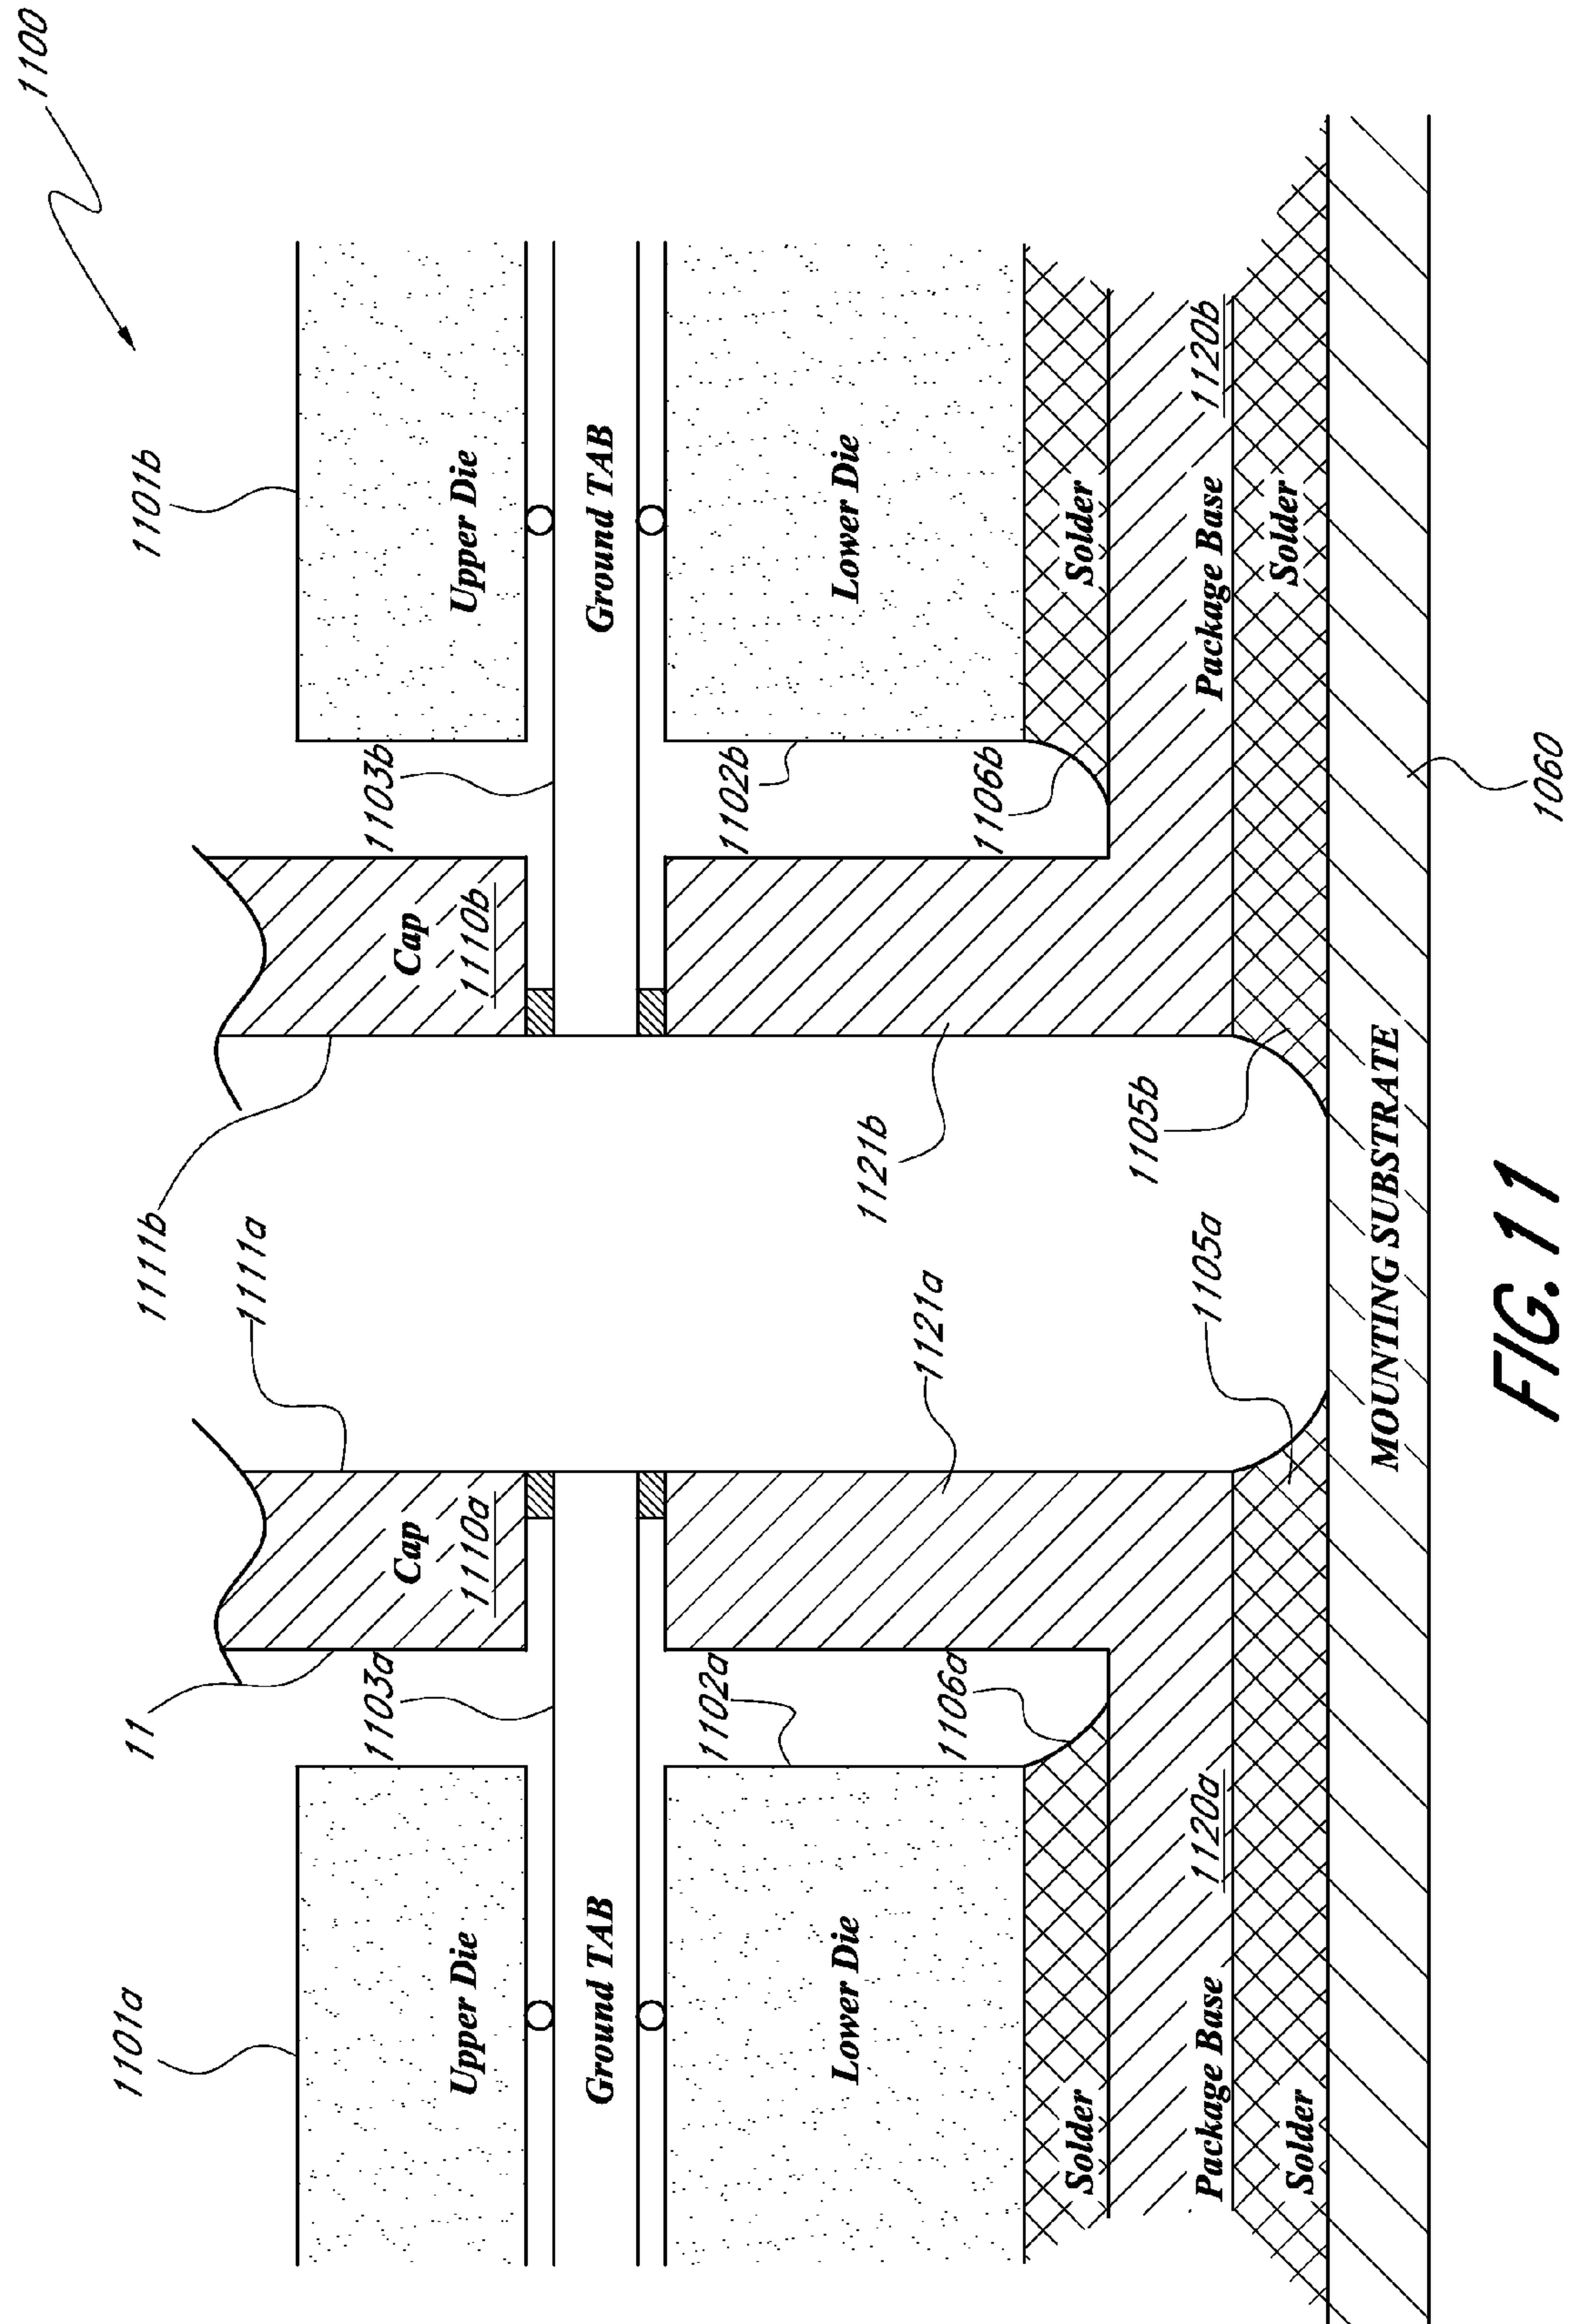 1100
1101a
11
1111a
1111b
1101b
Upper Die
Cap
1110a
Cap
1110b
Upper Die
1103a
1103b
Ground TAB
Ground TAB
1102a
1102b
Lower Die
1121a
1121b
Lower Die
1106a
1106b
Solder
Solder
Package Base
1120a
1105a
1105b
Package Base
1120b
Solder
Solder
MOUNTING SUBSTRATE
1060
FIG. 11